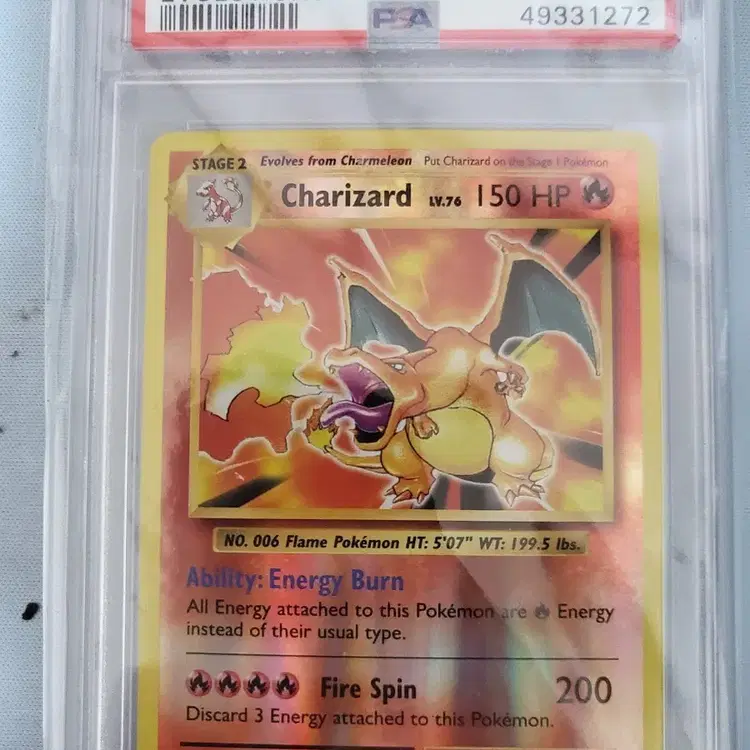 PSA
49331272
STAGE 2 Evolves from Charmeleon Put Charizard on the Stage 1 Pokémon
Charizard LV.76 150 HP
NO. 006 Flame Pokémon HT: 5'07" WT: 199.5 lbs.
Ability: Energy Burn
All Energy attached to this Pokémon are Energy
instead of their usual type.
Fire Spin 200
Discard 3 Energy attached to this Pokémon.